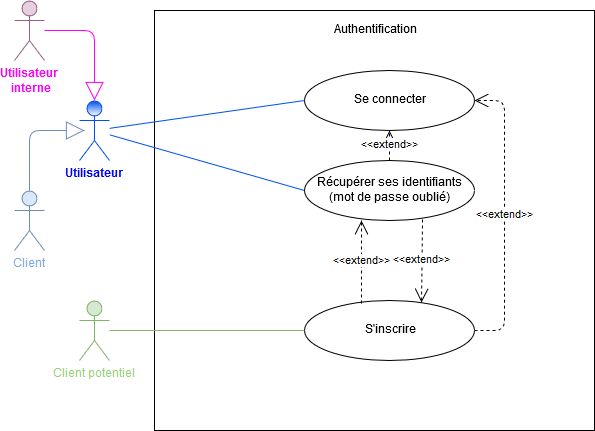 Authentification
Utilisateur
interne
Se connecter
<<extend>>
Utilisateur
Récupérer ses identifiants
(mot de passe oublié)
<<extend>>
Client
<<extend>>
<<extend>>
S'inscrire
Client potentiel